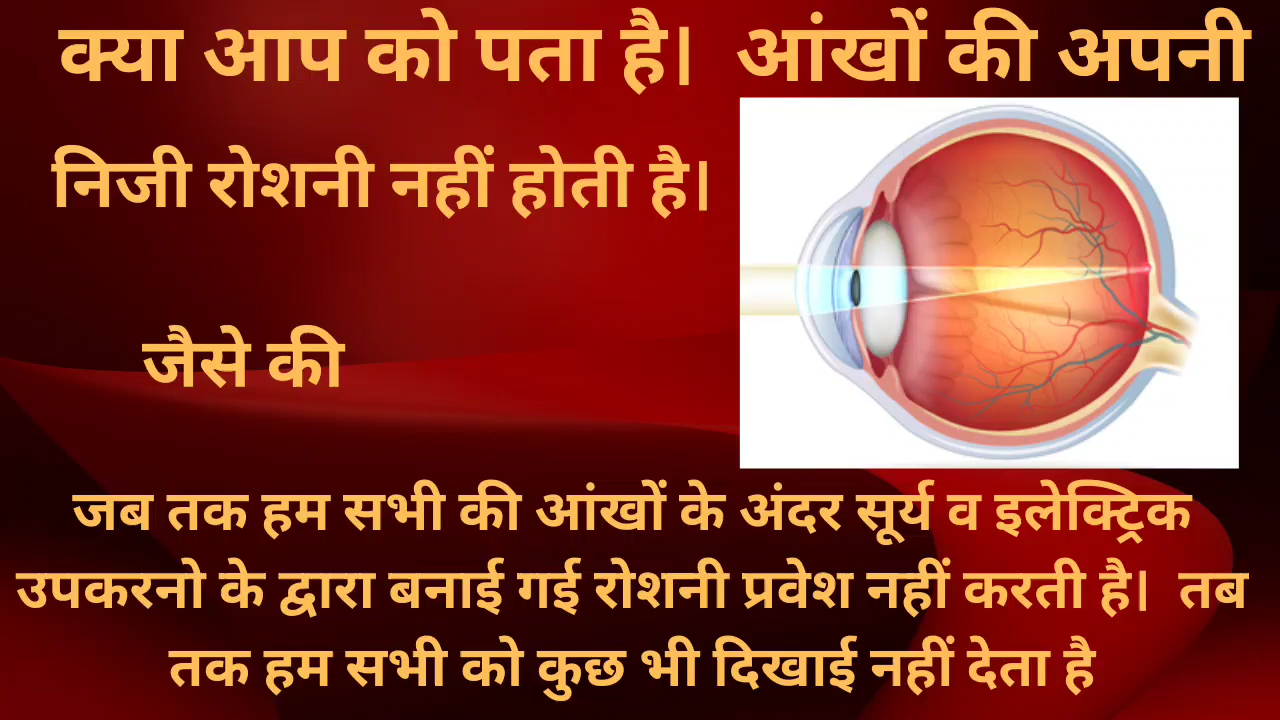 क्या आप को पता है। आंखों की अपनी
निजी रोशनी नहीं होती है।
जैसे की
जब तक हम सभी की आंखों के अंदर सूर्य व इलेक्ट्रिक
उपकरनो के द्वारा बनाई गई रोशनी प्रवेश नहीं करती है। तब
तक हम सभी को कुछ भी दिखाई नहीं देता है